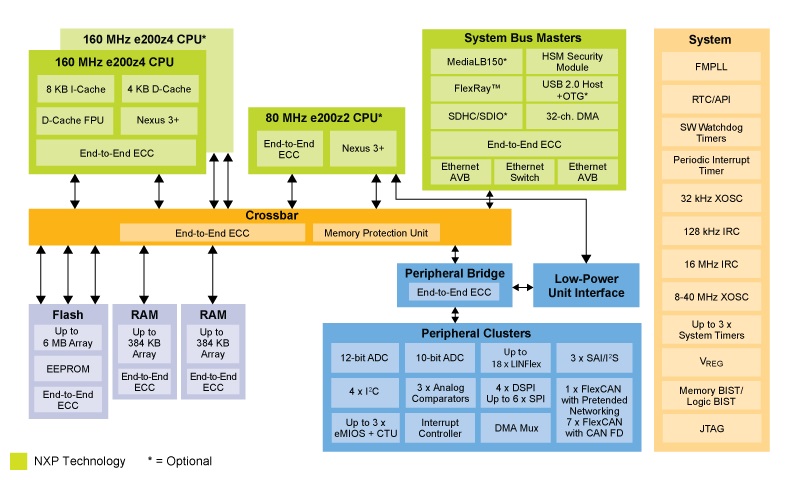 160 MHz e200z4 CPU*
160 MHz e200z4 CPU
8 KB I-Cache
4 KB D-Cache
D-Cache FPU
Nexus 3+
End-to-End ECC
80 MHz e200z2 CPU*
End-to-End
ECC
Nexus 3+
System Bus Masters
MediaLB150*
HSM Security
Module
FlexRay™
USB 2.0 Host
+OTG*
SDHC/SDIO*
32-ch. DMA
End-to-End ECC
Ethernet
AVB
Ethernet
Switch
Ethernet
AVB
Crossbar
End-to-End ECC
Memory Protection Unit
Peripheral Bridge
End-to-End ECC
Low-Power
Unit Interface
Flash
Up to
6 MB Array
EEPROM
End-to-End
ECC
RAM
Up to
384 KB
Array
End-to-End
ECC
RAM
Up to
384 KB
Array
End-to-End
ECC
Peripheral Clusters
12-bit ADC
10-bit ADC
Up to
18 x LINFlex
3 x SAI/I²S
4 x I²C
3 x Analog
Comparators
4 x DSPI
Up to 6 x SPI
1 x FlexCAN
with Pretended
Networking
7 x FlexCAN
with CAN FD
Up to 3 x
eMIOS + CTU
Interrupt
Controller
DMA Mux
System
FMPLL
RTC/API
SW Watchdog
Timers
Periodic Interrupt
Timer
32 kHz XOSC
128 kHz IRC
16 MHz IRC
8-40 MHz XOSC
Up to 3 x
System Timers
VREG
Memory BIST/
Logic BIST
JTAG
NXP Technology * = Optional